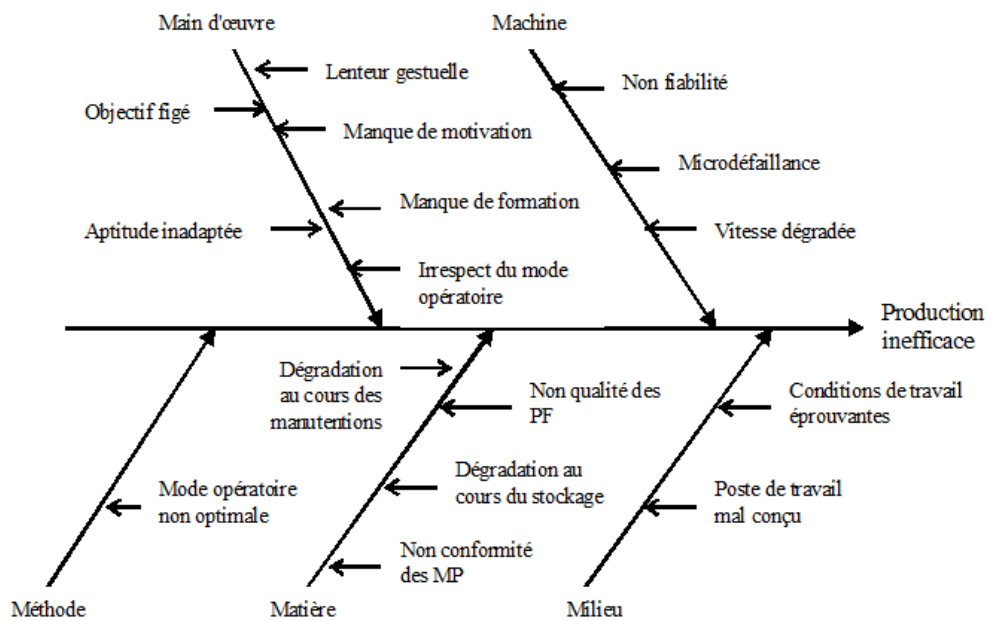 Main d'œuvre
Machine
Lenteur gestuelle
Non fiabilité
Objectif figé
Manque de motivation
Microdéfaillance
Manque de formation
Aptitude inadaptée
Vitesse dégradée
Irrespect du mode
opératoire
Production
inefficace
Dégradation
au cours des
manutentions
Non qualité des
PF
Conditions de travail
éprouvantes
Mode opératoire
non optimale
Dégradation au
cours du stockage
Poste de travail
mal conçu
Non conformité
des MP
Méthode
Matière
Milieu